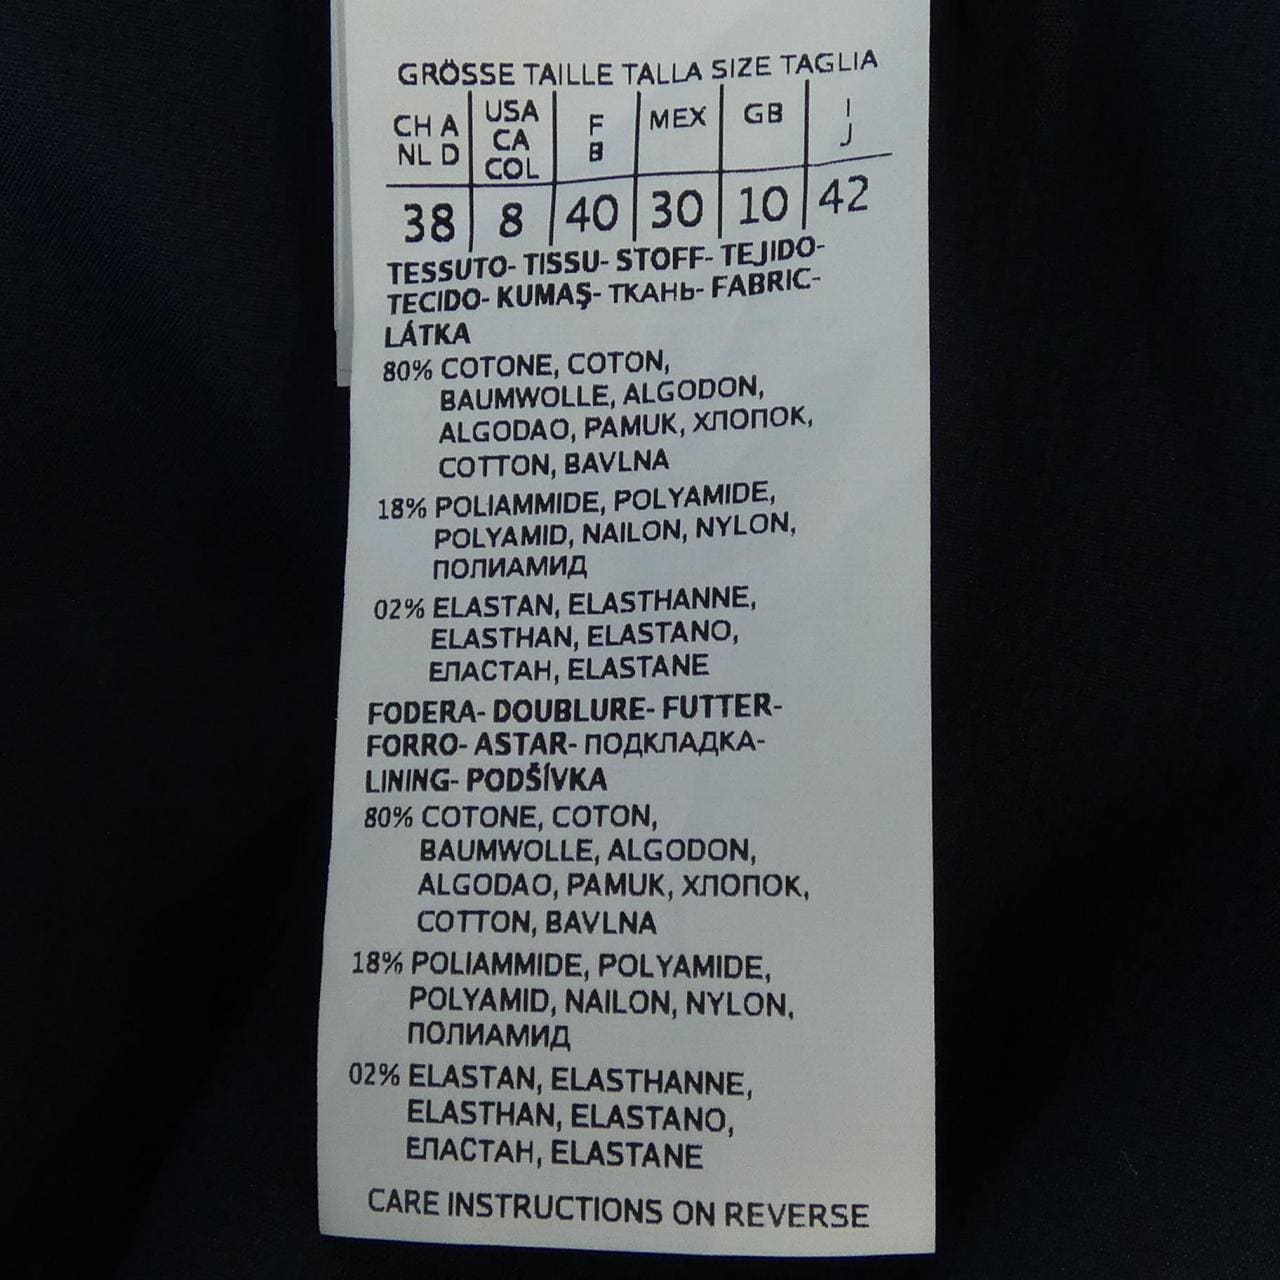 GRÖSSE TAILLE TALLA SIZE TAGLIA
CH A NL D USA CA COL F B MEX GB I J
38 8 40 30 10 42
TESSUTO- TISSU- STOFF- TEJIDO-
TECIDO- KUMAŞ- ТКАНЬ- FABRIC-
LÁTKA
80% COTONE, COTON,
BAUMWOLLE, ALGODON,
ALGODAO, PAMUK, ХЛОПОК,
COTTON, BAVLNA
18% POLIAMMIDE, POLYAMIDE,
POLYAMID, NAILON, NYLON,
ПОЛИАМИД
02% ELASTAN, ELASTHANNE,
ELASTHAN, ELASTANO,
ЕЛАСТАН, ELASTANE
FODERA- DOUBLURE- FUTTER-
FORRO- ASTAR- ПОДКЛАДКА-
LINING- PODŠÍVKA
80% COTONE, COTON,
BAUMWOLLE, ALGODON,
ALGODAO, PAMUK, ХЛОПОК,
COTTON, BAVLNA
18% POLIAMMIDE, POLYAMIDE,
POLYAMID, NAILON, NYLON,
ПОЛИАМИД
02% ELASTAN, ELASTHANNE,
ELASTHAN, ELASTANO,
ЕЛАСТАН, ELASTANE
CARE INSTRUCTIONS ON REVERSE